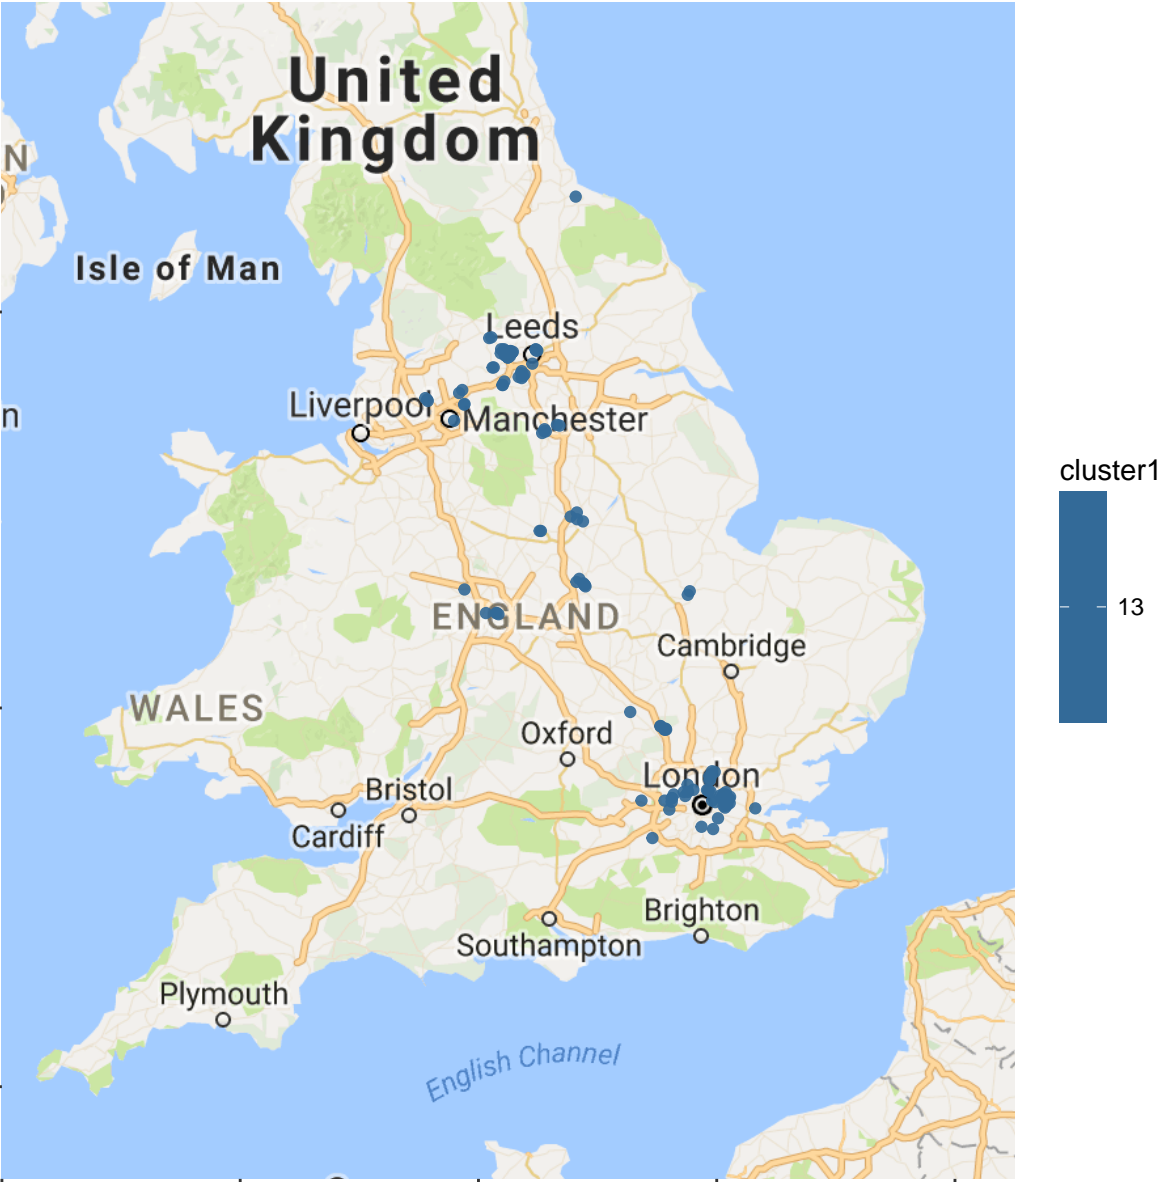 United
Kingdom
N
Isle of Man
Leeds
Liverpool
Manchester
n
cluster1
13
ENGLAND
Cambridge
WALES
Oxford
London
Bristol
Cardiff
Brighton
Southampton
Plymouth
English Channel